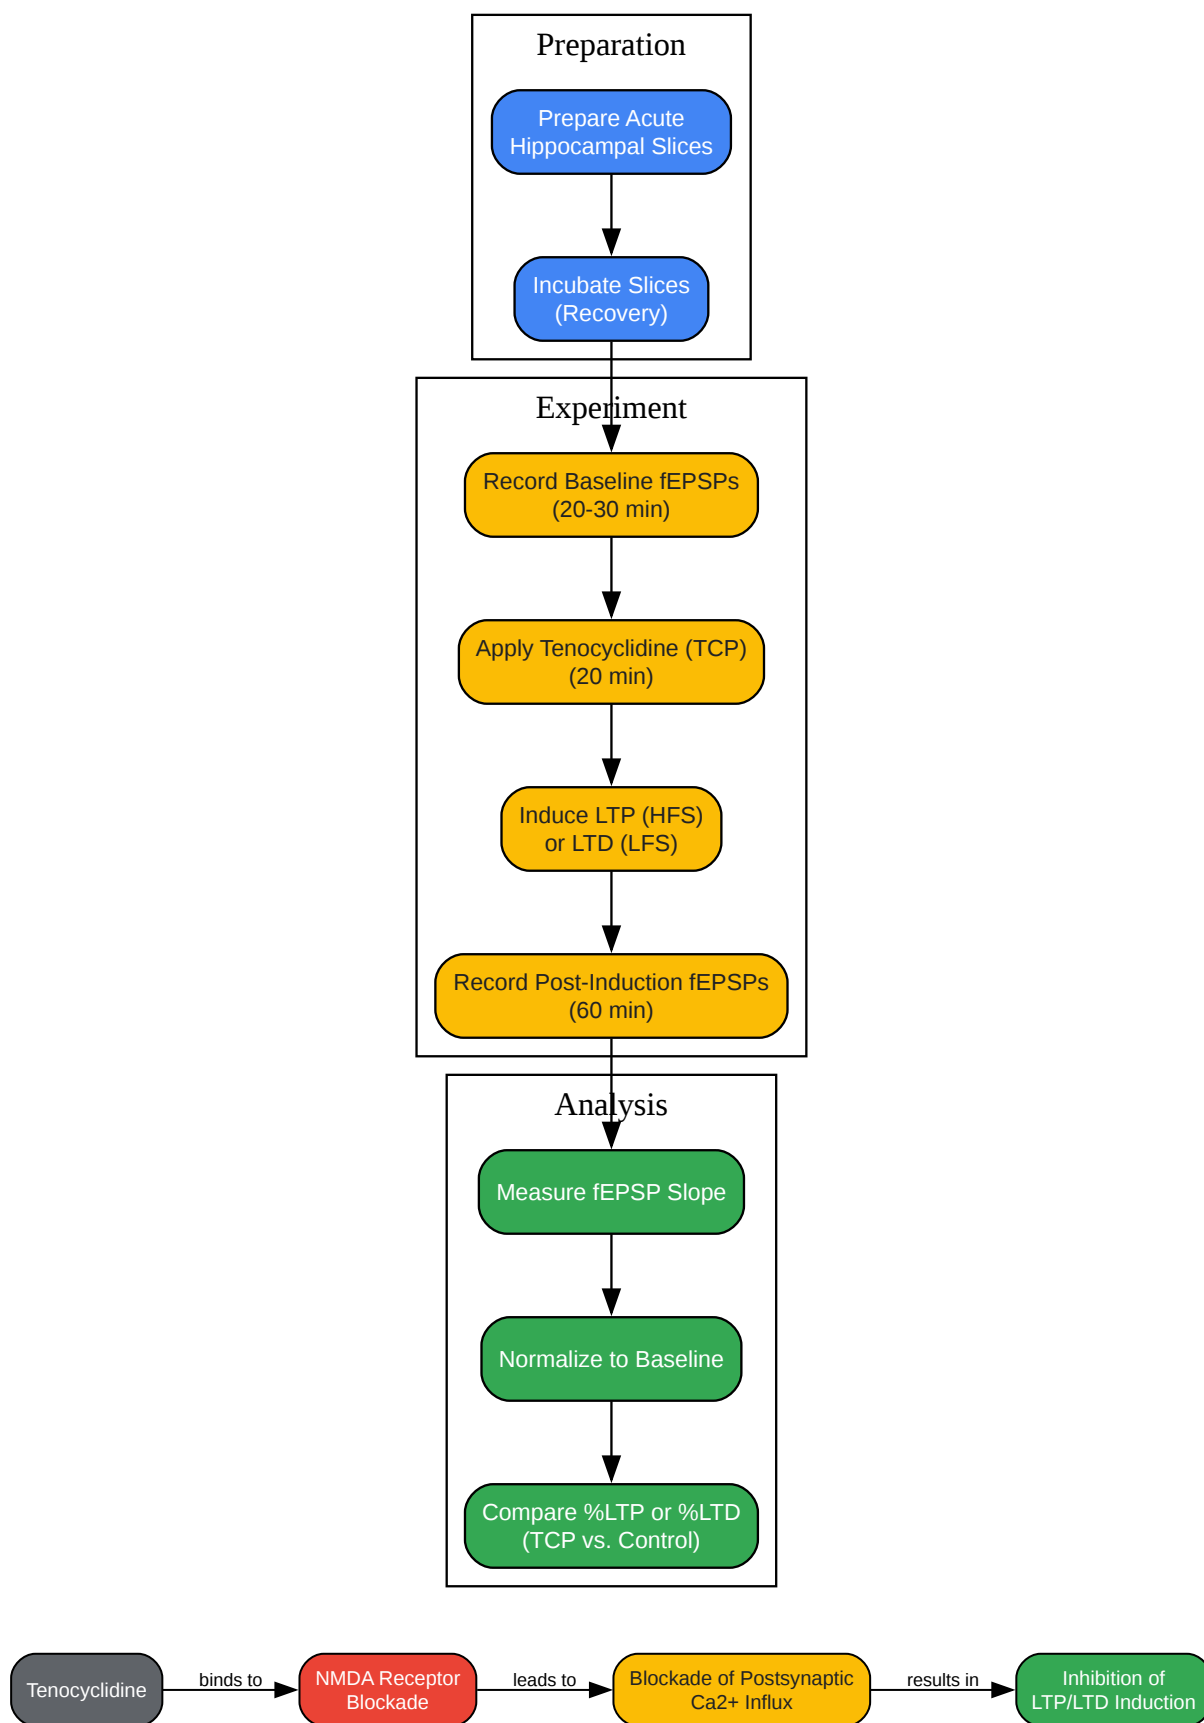 Preparation
Prepare Acute
Hippocampal Slices
Incubate Slices
(Recovery)
Experiment
Record Baseline fEPSPs
(20-30 min)
Apply Tenocyclidine (TCP)
(20 min)
Induce LTP (HFS)
or LTD (LFS)
Record Post-Induction fEPSPs
(60 min)
Analysis
Measure fEPSP Slope
Normalize to Baseline
Compare %LTP or %LTD
(TCP vs. Control)
Tenocyclidine
binds to
NMDA Receptor
Blockade
leads to
Blockade of Postsynaptic
Ca2+ Influx
results in
Inhibition of
LTP/LTD Induction